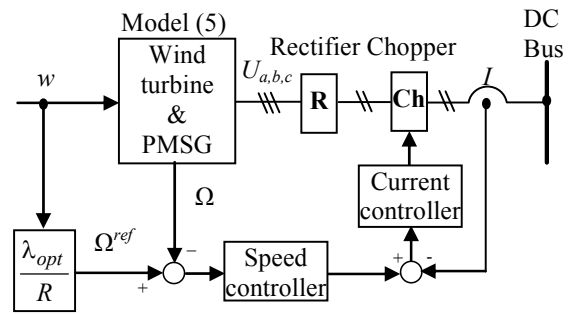 Model (5)
DC
Bus
Wind
turbine
&
PMSG
w
U_{a,b,c}
Rectifier Chopper
R
Ch
I
Current
controller
Ω
λ_{opt}
R
Ω^{ref}
−
+
Speed
controller
+
-